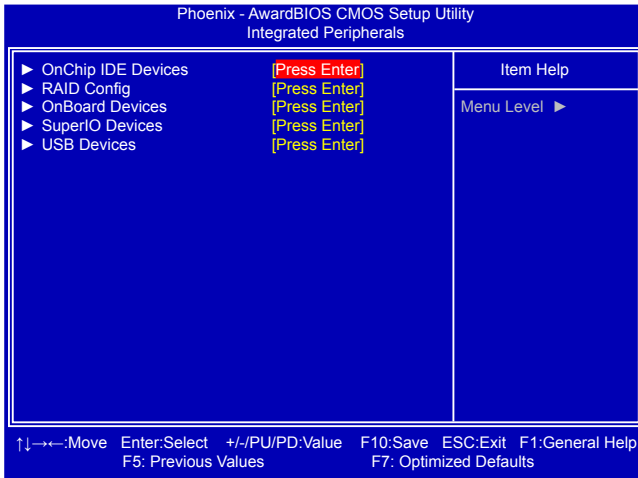 Phoenix - AwardBIOS CMOS Setup Utility
Integrated Peripherals
► OnChip IDE Devices [Press Enter]
► RAID Config [Press Enter]
► OnBoard Devices [Press Enter]
► SuperIO Devices [Press Enter]
► USB Devices [Press Enter]
Item Help
Menu Level ►
↑↓→←:Move Enter:Select +/-/PU/PD:Value F10:Save ESC:Exit F1:General Help
F5: Previous Values F7: Optimized Defaults